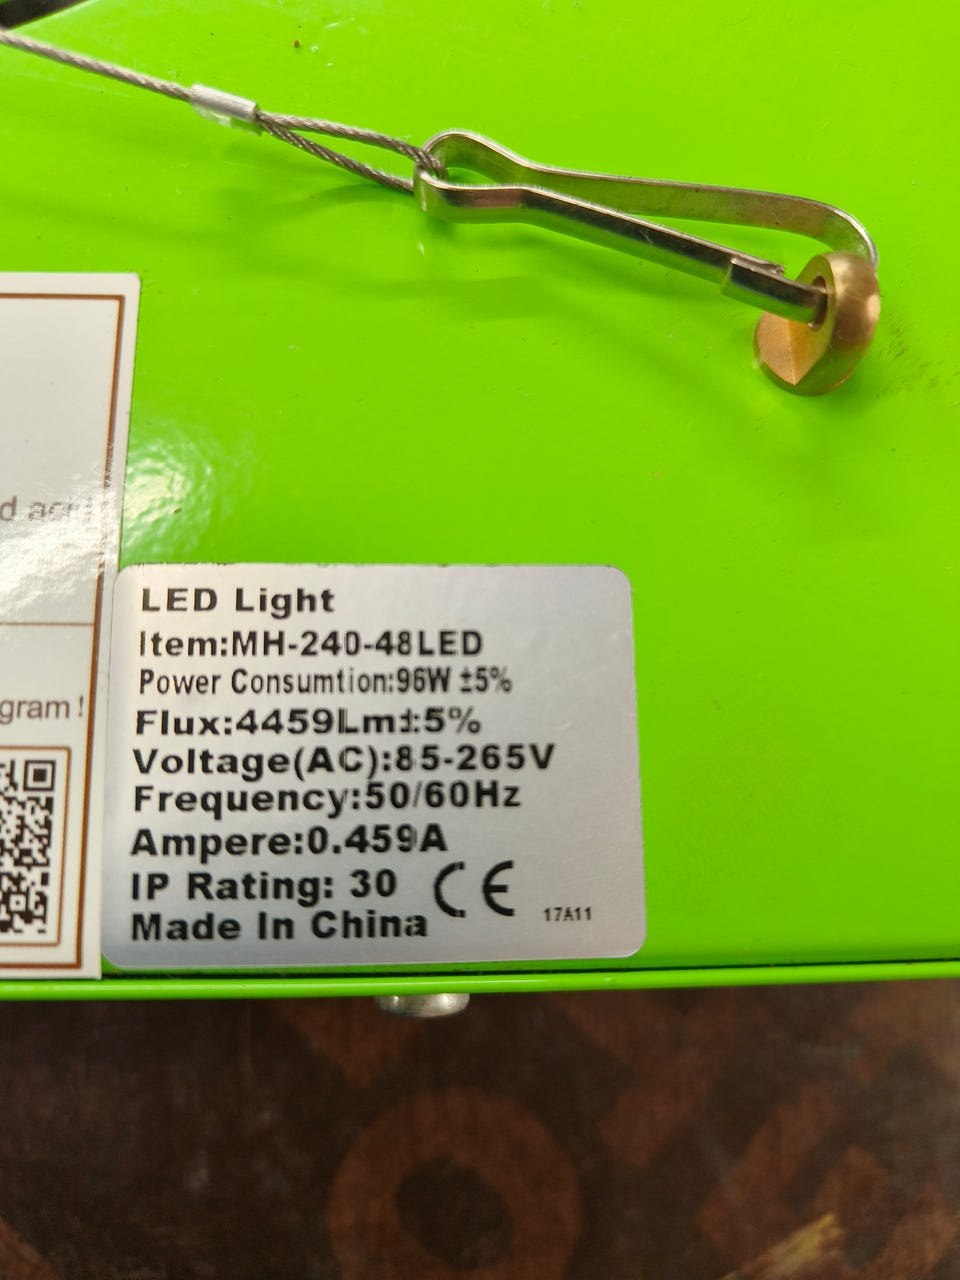 d
gram!
LED Light
Item:MH-240-48LED
Power Consumtion:96W ±5%
Flux:4459Lm±5%
Voltage(AC):85-265V
Frequency:50/60Hz
Ampere:0.459A
IP Rating: 30 CE
Made In China
17A11